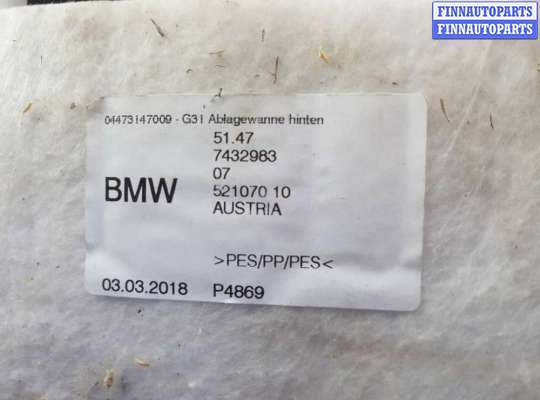 FINNAUTOPARTS
FINNAUTOPARTS
04473147009 - G31 Ablagewanne hinten
51.47
7432983
07
BMW 521070 10
AUSTRIA
>PES/PP/PES<
03.03.2018 P4869